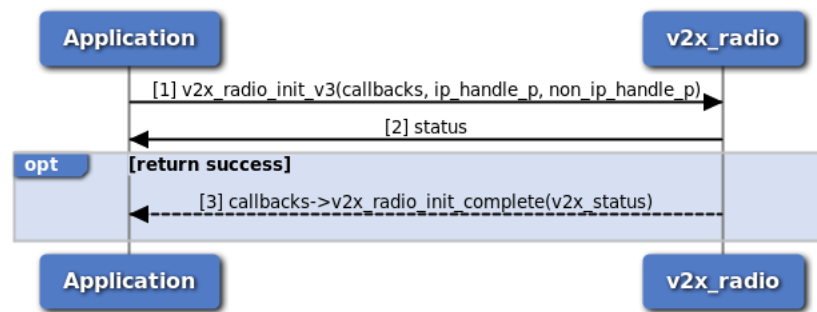 Application v2x_radio
[1] v2x_radio_init_v3(callbacks, ip_handle_p, non_ip_handle_p)
[2] status
opt [return success]
[3] callbacks->v2x_radio_init_complete(v2x_status)
Application v2x_radio